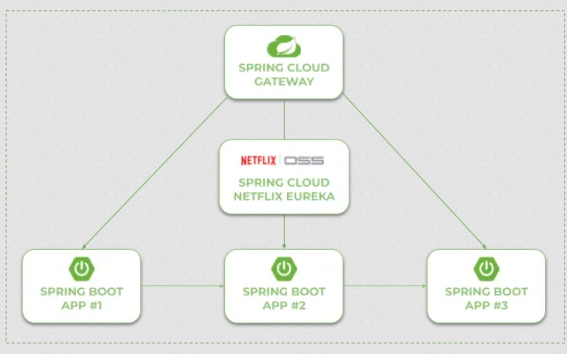 SPRING CLOUD
GATEWAY
NETFLIX OSS
SPRING CLOUD
NETFLIX EUREKA
SPRING BOOT
APP #1
SPRING BOOT
APP #2
SPRING BOOT
APP #3